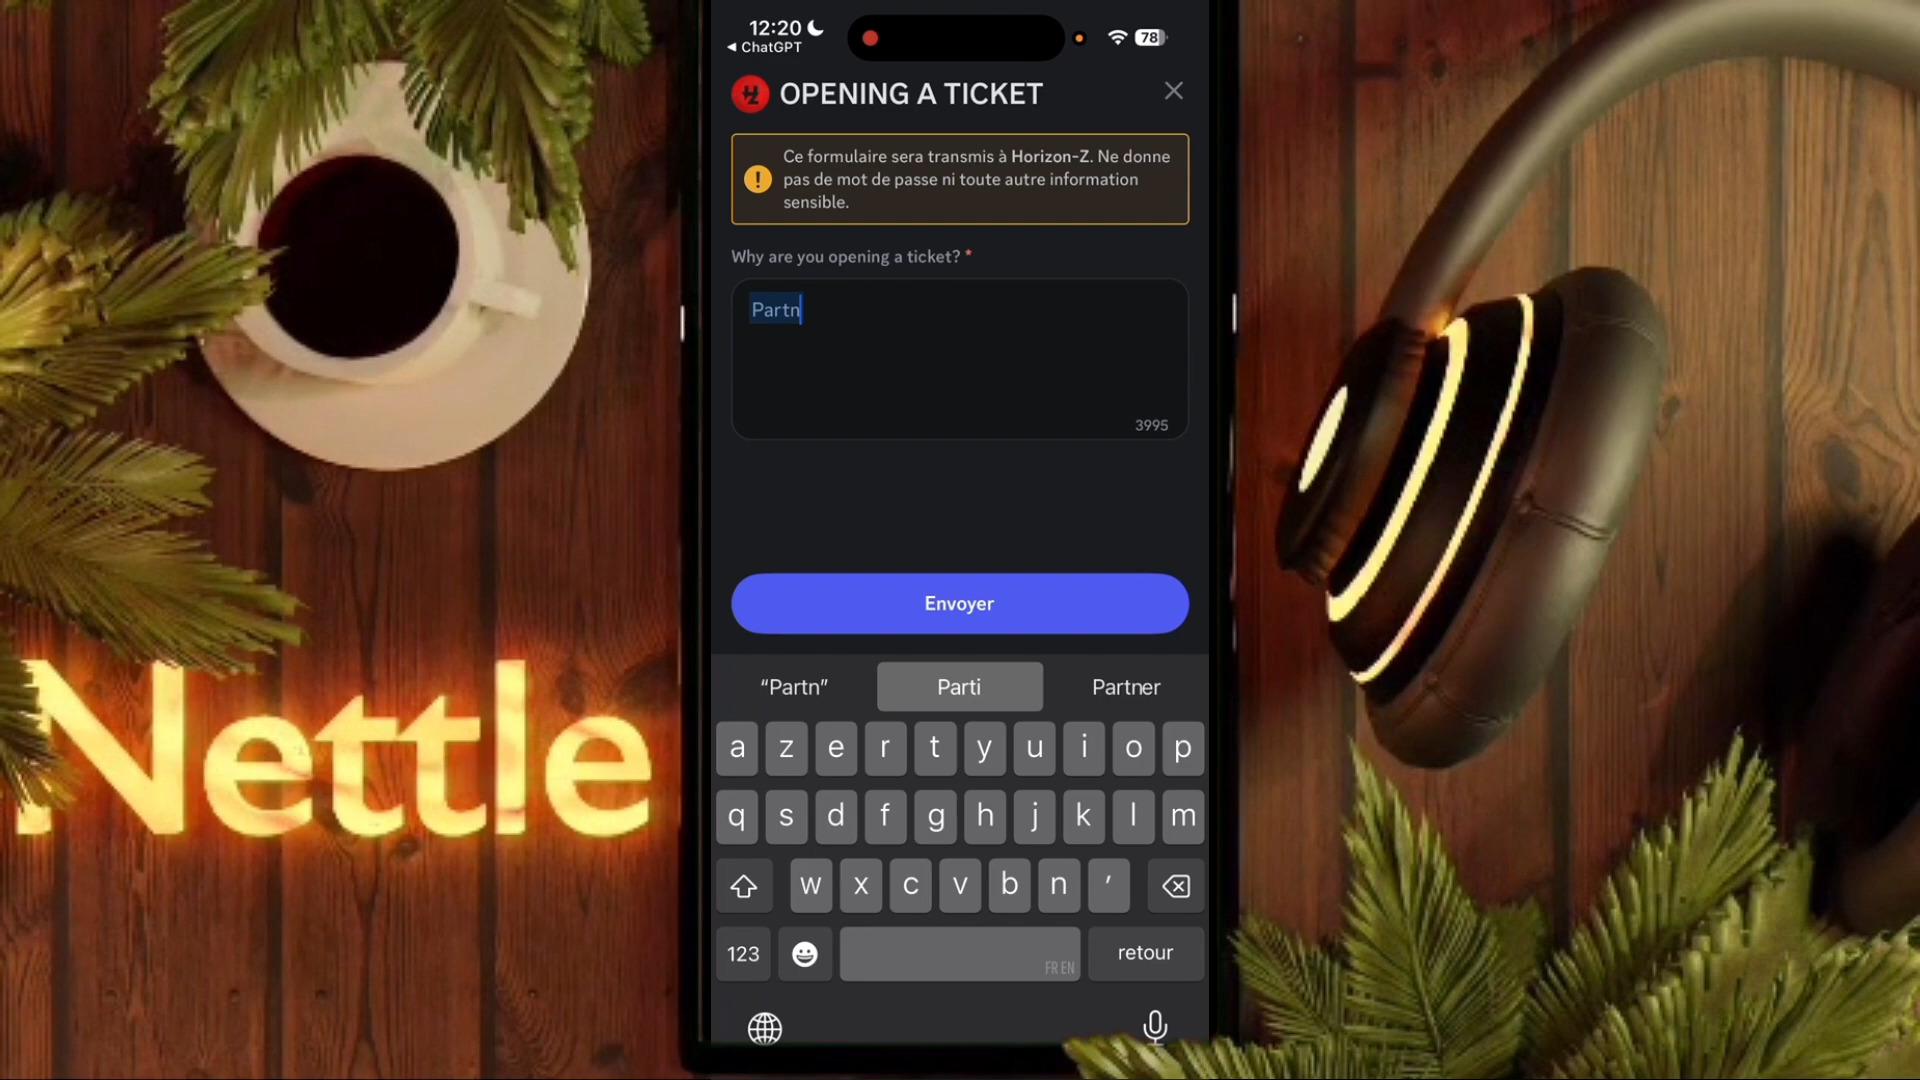 12:20
78
◀ ChatGPT
OPENING A TICKET
Ce formulaire sera transmis à Horizon-Z. Ne donne
pas de mot de passe ni toute autre information
sensible.
Why are you opening a ticket? *
Partn
3995
Envoyer
“Partn” Parti Partner
a z e r t y u i o p
q s d f g h j k l m
w x c v b n ’
123
FR EN
retour
Nettle